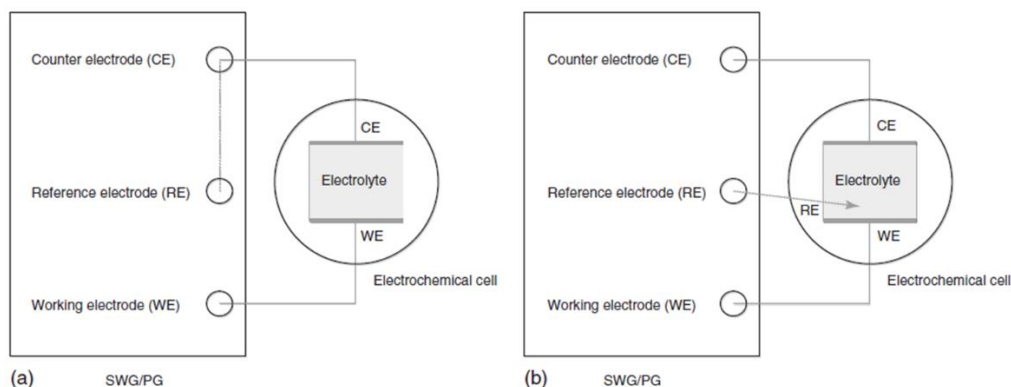 Counter electrode (CE)
CE
Electrolyte
Reference electrode (RE)
WE
Electrochemical cell
Working electrode (WE)
(a) SWG/PG
Counter electrode (CE)
CE
Electrolyte
Reference electrode (RE)
RE
WE
Electrochemical cell
Working electrode (WE)
(b) SWG/PG